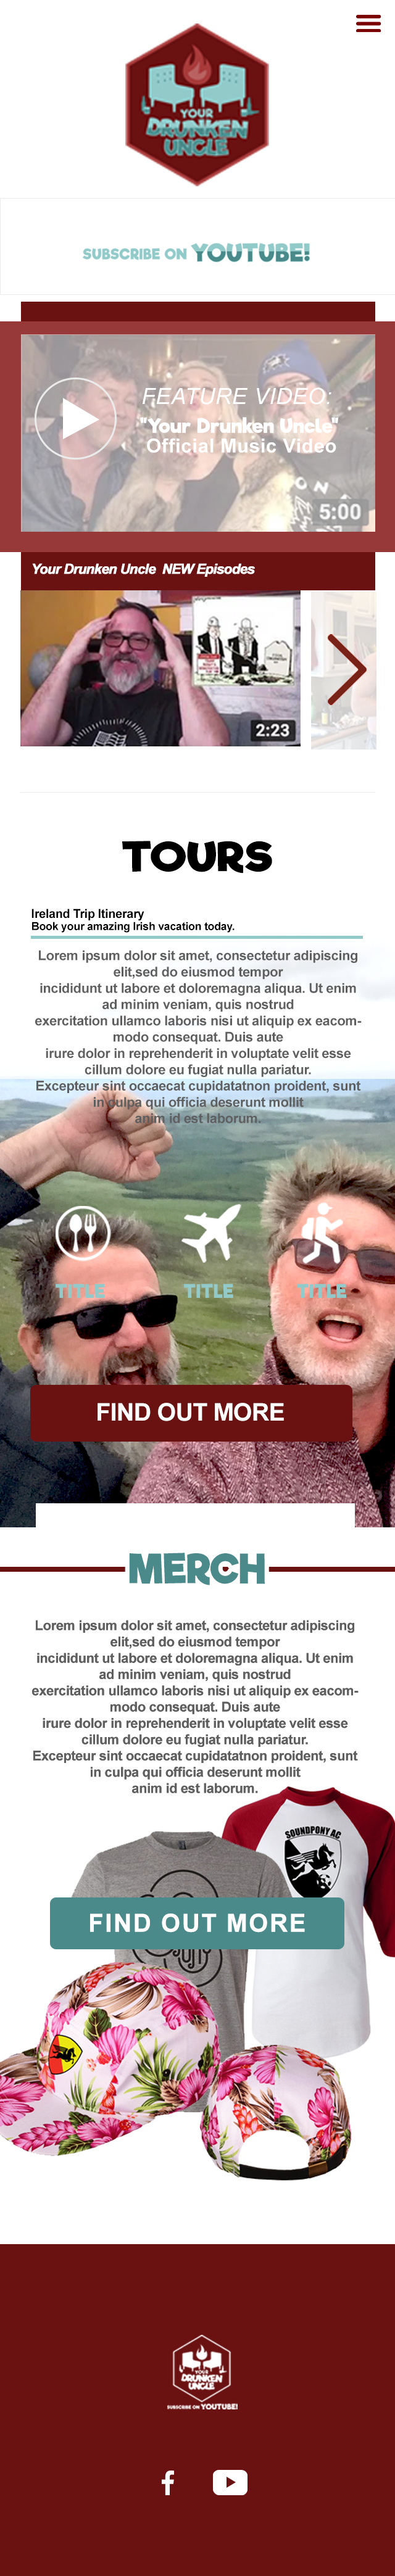 YOUR
DRUNKEN
UNCLE
SUBSCRIBE ON YOUTUBE!
FEATURE VIDEO:
"Your Drunken Uncle"
Official Music Video
5:00
Your Drunken Uncle NEW Episodes
2:23
TOURS
Ireland Trip Itinerary
Book your amazing Irish vacation today.
Lorem ipsum dolor sit amet, consectetur adipiscing
elit,sed do eiusmod tempor
incididunt ut labore et doloremagna aliqua. Ut enim
ad minim veniam, quis nostrud
exercitation ullamco laboris nisi ut aliquip ex eacom-
modo consequat. Duis aute
irure dolor in reprehenderit in voluptate velit esse
cillum dolore eu fugiat nulla pariatur.
Excepteur sint occaecat cupidatatnon proident, sunt
in culpa qui officia deserunt mollit
anim id est laborum.
TITLE TITLE TITLE
FIND OUT MORE
MERCH
Lorem ipsum dolor sit amet, consectetur adipiscing
elit,sed do eiusmod tempor
incididunt ut labore et doloremagna aliqua. Ut enim
ad minim veniam, quis nostrud
exercitation ullamco laboris nisi ut aliquip ex eacom-
modo consequat. Duis aute
irure dolor in reprehenderit in voluptate velit esse
cillum dolore eu fugiat nulla pariatur.
Excepteur sint occaecat cupidatatnon proident, sunt
in culpa qui officia deserunt mollit
anim id est laborum.
SOUNDPONY AC
FIND OUT MORE
YOUR
DRUNKEN
UNCLE
SUBSCRIBE ON YOUTUBE!